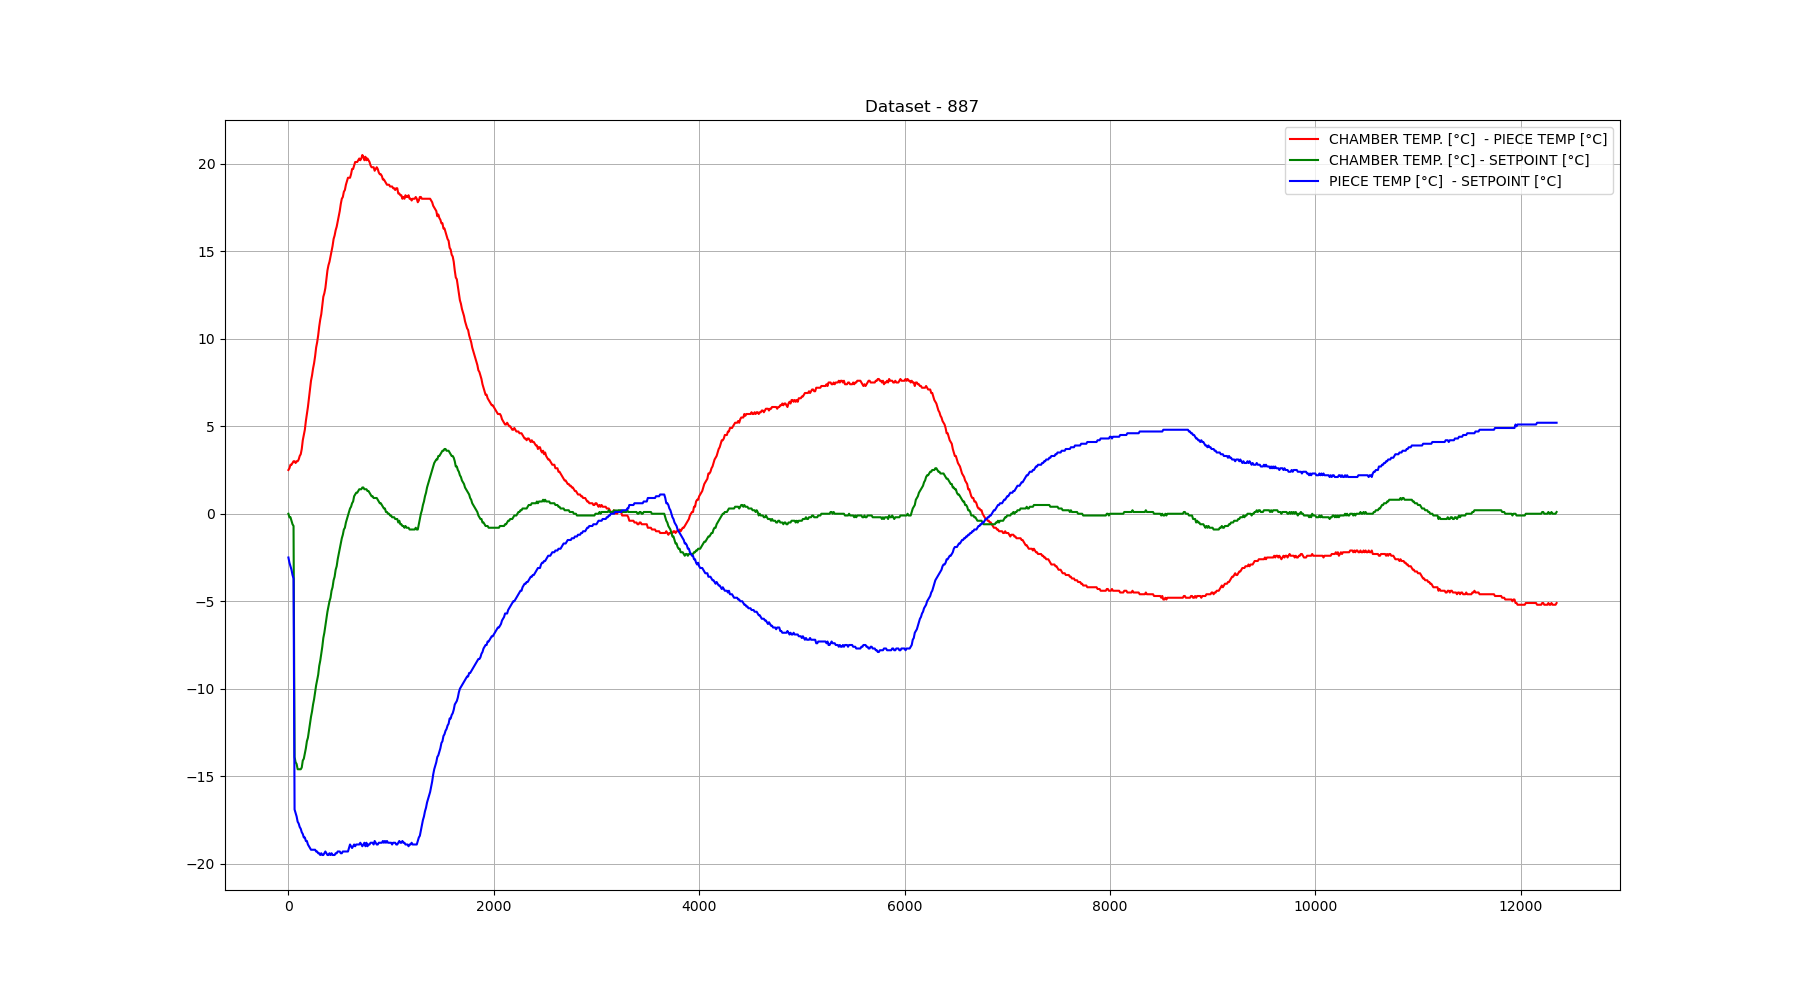 Dataset - 887
CHAMBER TEMP. [°C]  - PIECE TEMP [°C]
CHAMBER TEMP. [°C] - SETPOINT [°C]
PIECE TEMP [°C]  - SETPOINT [°C]
20
15
10
5
0
−5
−10
−15
−20
0 2000 4000 6000 8000 10000 12000